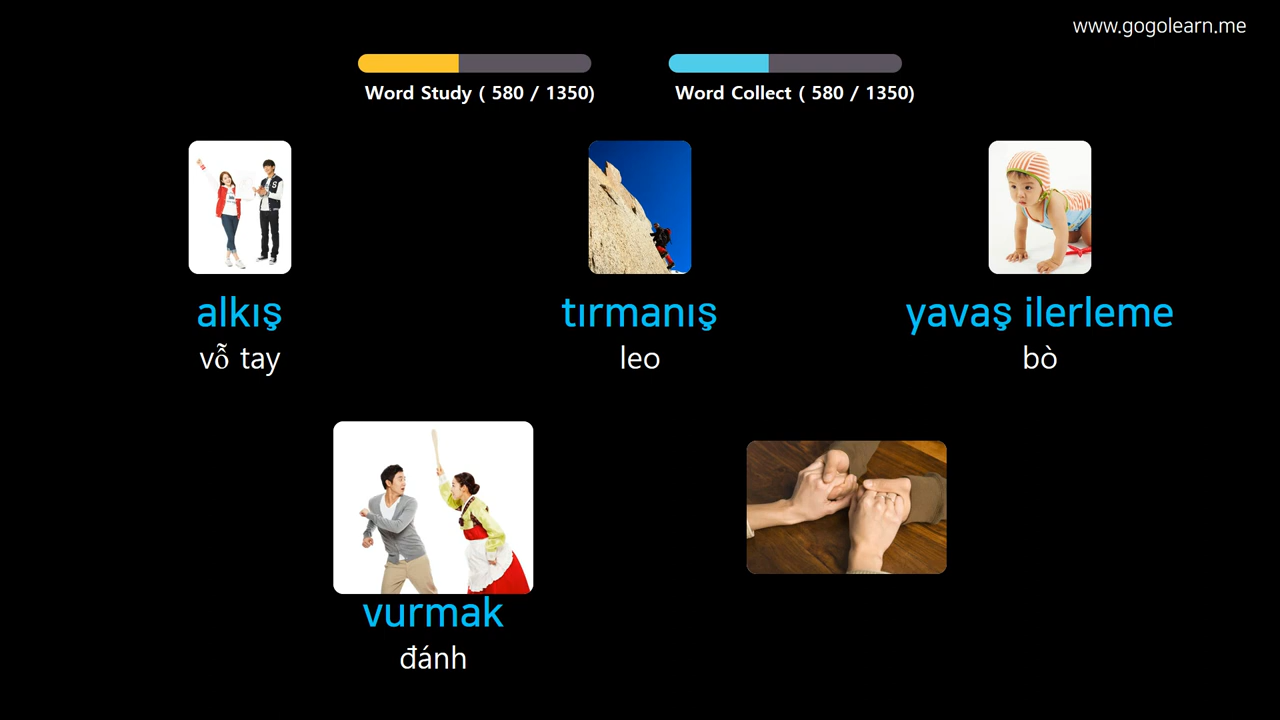 www.gogolearn.me
Word Study ( 580 / 1350)
Word Collect ( 580 / 1350)
alkış
vỗ tay
tırmanış
leo
yavaş ilerleme
bò
vurmak
đánh